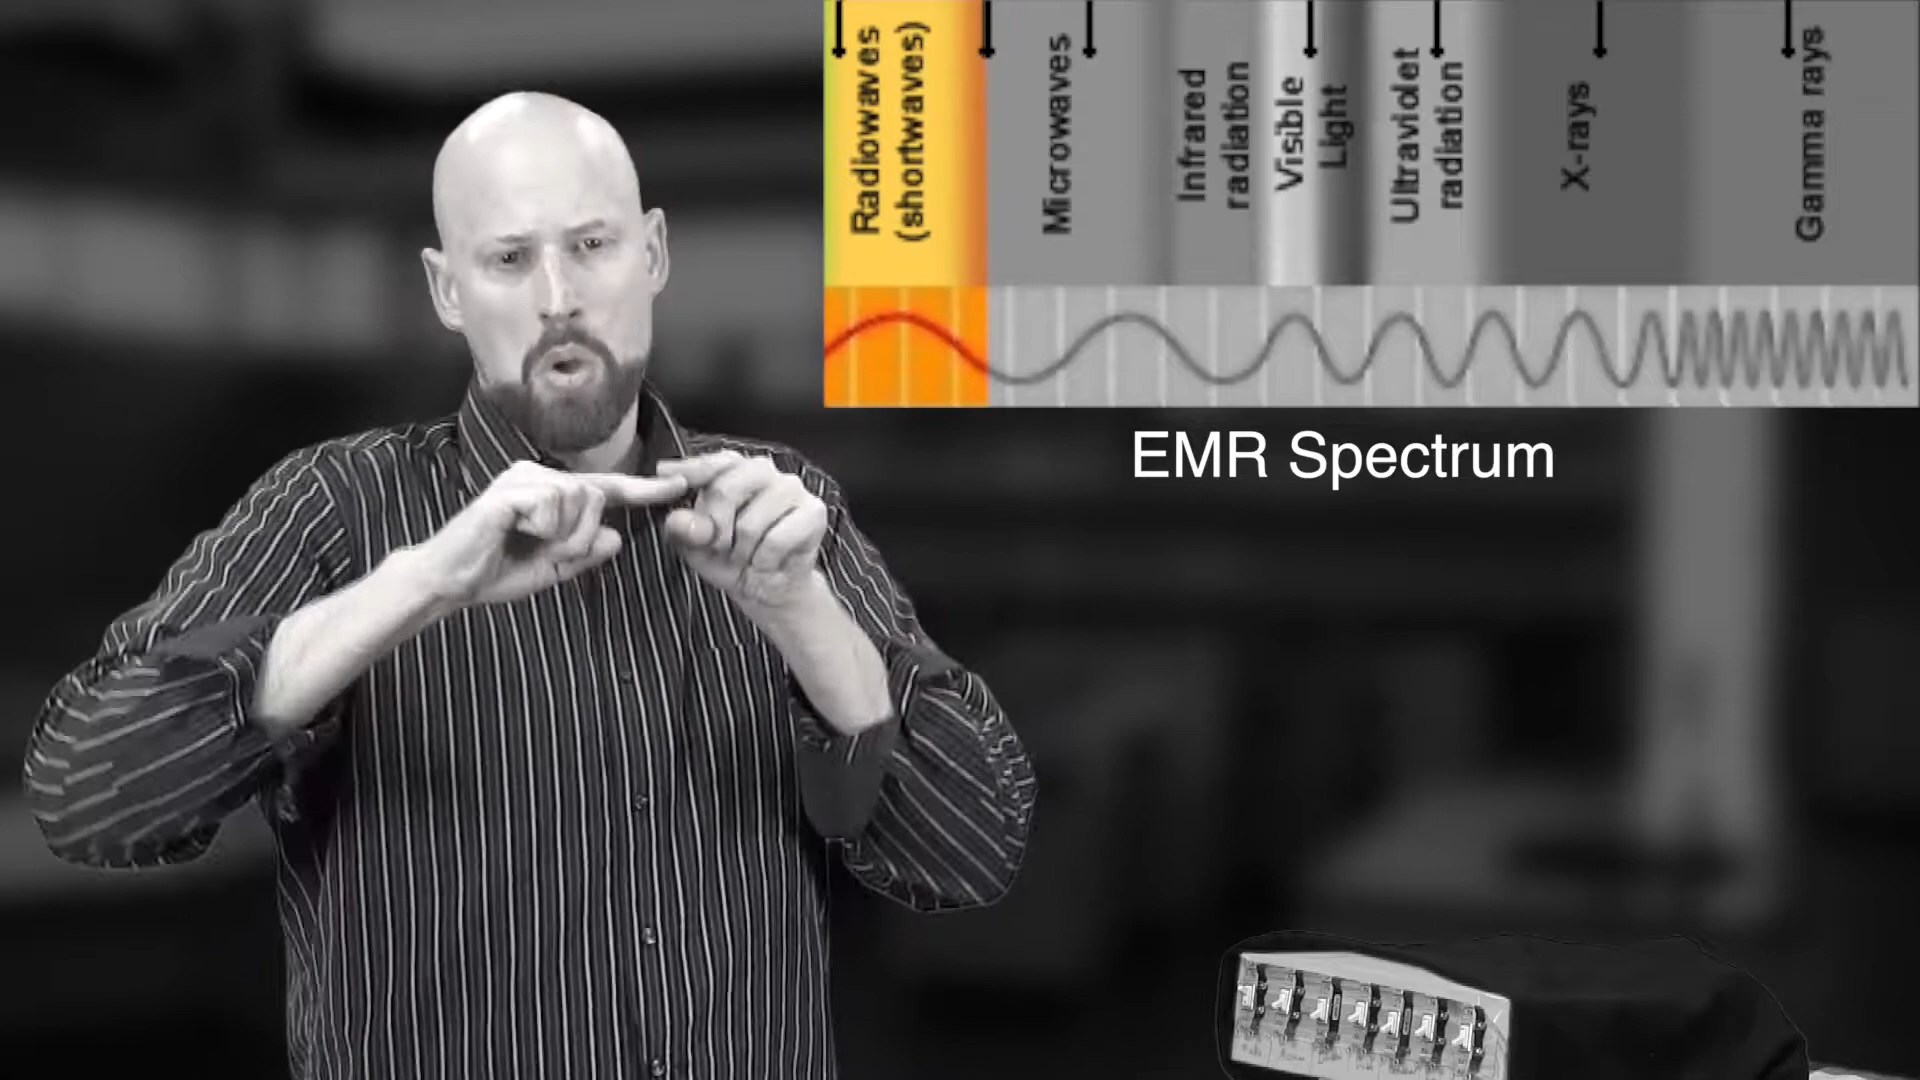 Radiowaves
(shortwaves)
Microwaves
Infrared
radiation
Visible
Light
Ultraviolet
radiation
X-rays
Gamma rays
EMR Spectrum